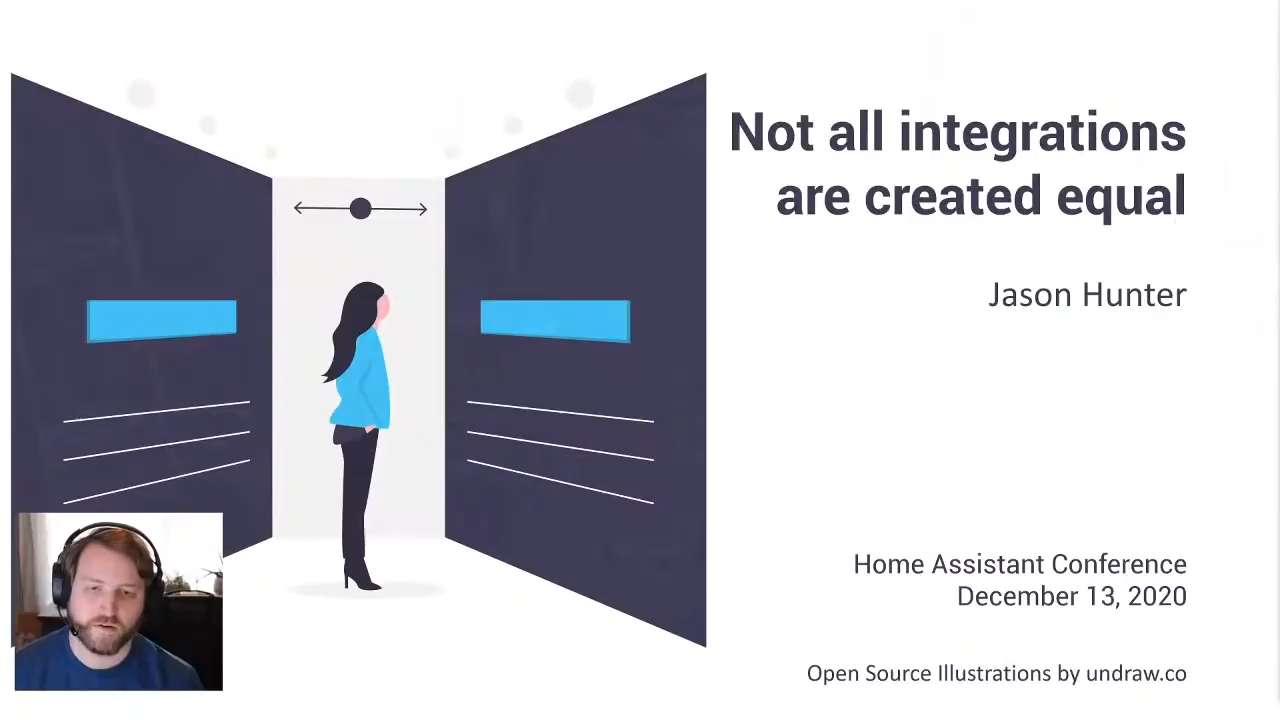 Not all integrations
are created equal
Jason Hunter
Home Assistant Conference
December 13, 2020
Open Source Illustrations by undraw.co